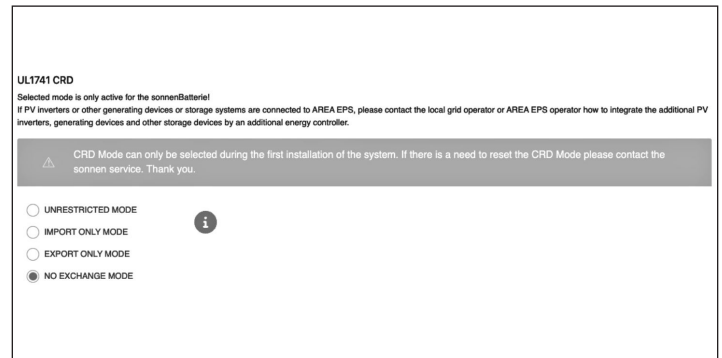 UL1741 CRD
Selected mode is only active for the sonnenBatterie!
If PV inverters or other generating devices or storage systems are connected to AREA EPS, please contact the local grid operator or AREA EPS operator how to integrate the additional PV
inverters, generating devices and other storage devices by an additional energy controller.
CRD Mode can only be selected during the first installation of the system. If there is a need to reset the CRD Mode please contact the
sonnen service. Thank you.
UNRESTRICTED MODE
IMPORT ONLY MODE
EXPORT ONLY MODE
NO EXCHANGE MODE